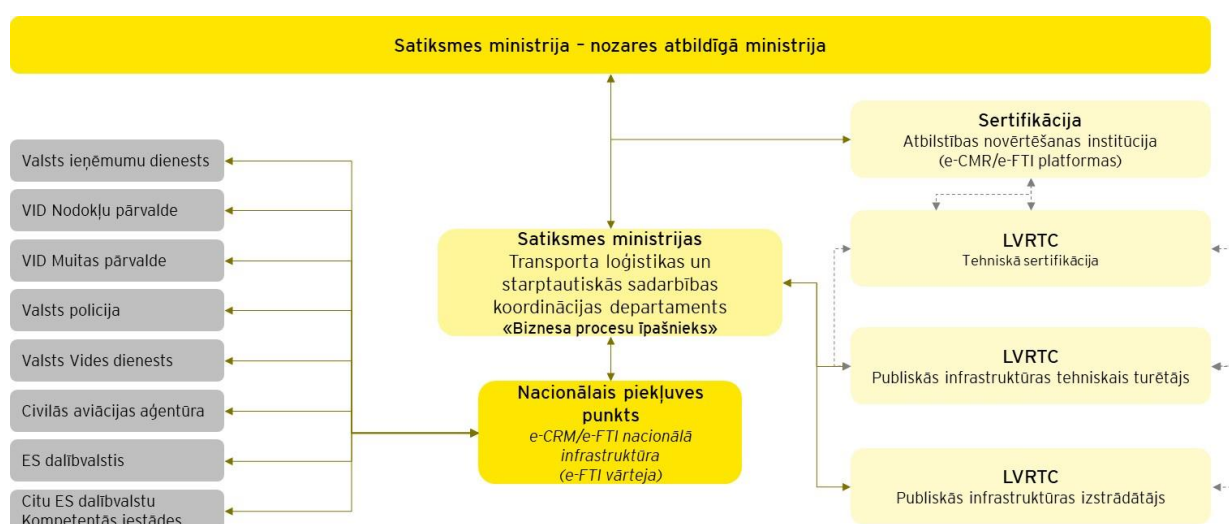 Satiksmes ministrija – nozares atbildīgā ministrija
Sertifikācija
Atbilstības novērtēšanas institūcija
(e-CMR/e-FTI platformas)
Valsts ieņēmumu dienests
VID Nodokļu pārvalde
VID Muitas pārvalde
Valsts policija
Valsts Vides dienests
Civilās aviācijas aģentūra
ES dalībvalstis
Citu ES dalībvalstu
Kompetentās iestādes
Satiksmes ministrijas
Transporta loģistikas un
starptautiskās sadarbības
koordinācijas departaments
«Biznesa procesu īpašnieks»
Nacionālais piekļuves
punkts
e-CRM/e-FTI nacionālā
infrastruktūra
(e-FTI vārteja)
LVRTC
Tehniskā sertifikācija
LVRTC
Publiskās infrastruktūras tehniskais turētājs
LVRTC
Publiskās infrastruktūras izstrādātājs